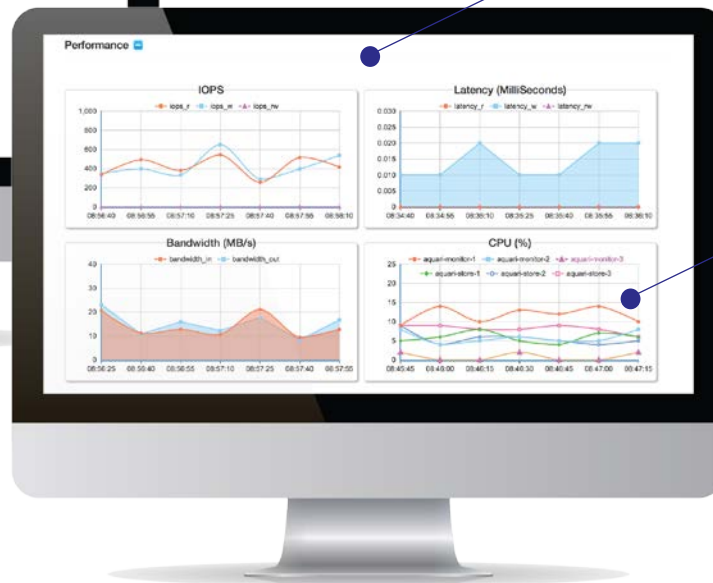 Performance
IOPS
iops_r iops_w iops_rw
1,000
800
600
400
200
0
08:56:40 08:56:55 08:57:10 08:57:25 08:57:40 08:57:55 08:58:10
Latency (MilliSeconds)
latency_r latency_w latency_rw
0.030
0.025
0.020
0.015
0.010
0.005
0
08:34:40 08:34:55 08:35:10 08:35:25 08:35:40 08:35:55 08:36:10
Bandwidth (MB/s)
bandwidth_in bandwidth_out
40
30
20
10
0
08:56:25 08:56:40 08:56:55 08:57:10 08:57:25 08:57:40 08:57:55
CPU (%)
aquari-monitor-1 aquari-monitor-2 aquari-monitor-3
aquari-store-1 aquari-store-2 aquari-store-3
25
20
15
10
5
0
08:45:45 08:46:00 08:46:15 08:46:30 08:46:45 08:47:00 08:47:15